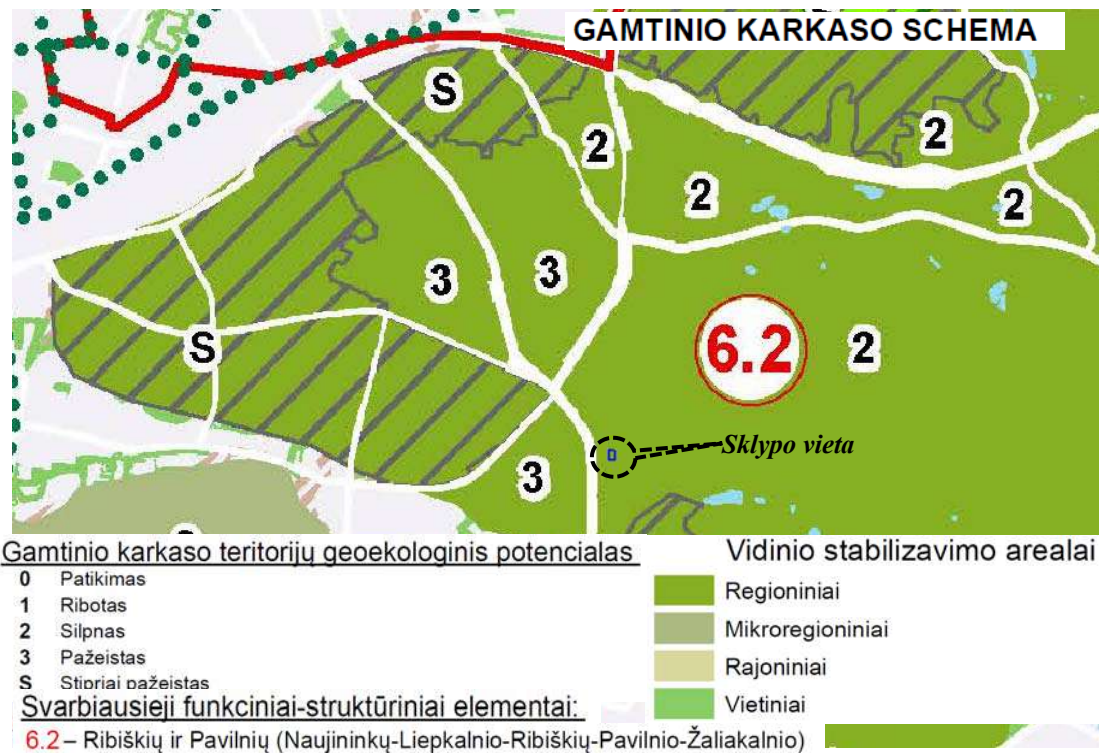 GAMTINIO KARKASO SCHEMA
S
2
2
2
2
3
3
S
6.2
2
Sklypo vieta
3
Gamtinio karkaso teritorijų geoekologinis potencialas
0 Patikimas
1 Ribotas
2 Silpnas
3 Pažeistas
S Stipriai pažeistas
Vidinio stabilizavimo arealai
Regioniniai
Mikroregioniniai
Rajoniniai
Vietiniai
Svarbiausieji funkciniai-struktūriniai elementai:
6.2 – Ribiškių ir Pavilnių (Naujininkų-Liepkalnio-Ribiškių-Pavilnio-Žaliakalnio)